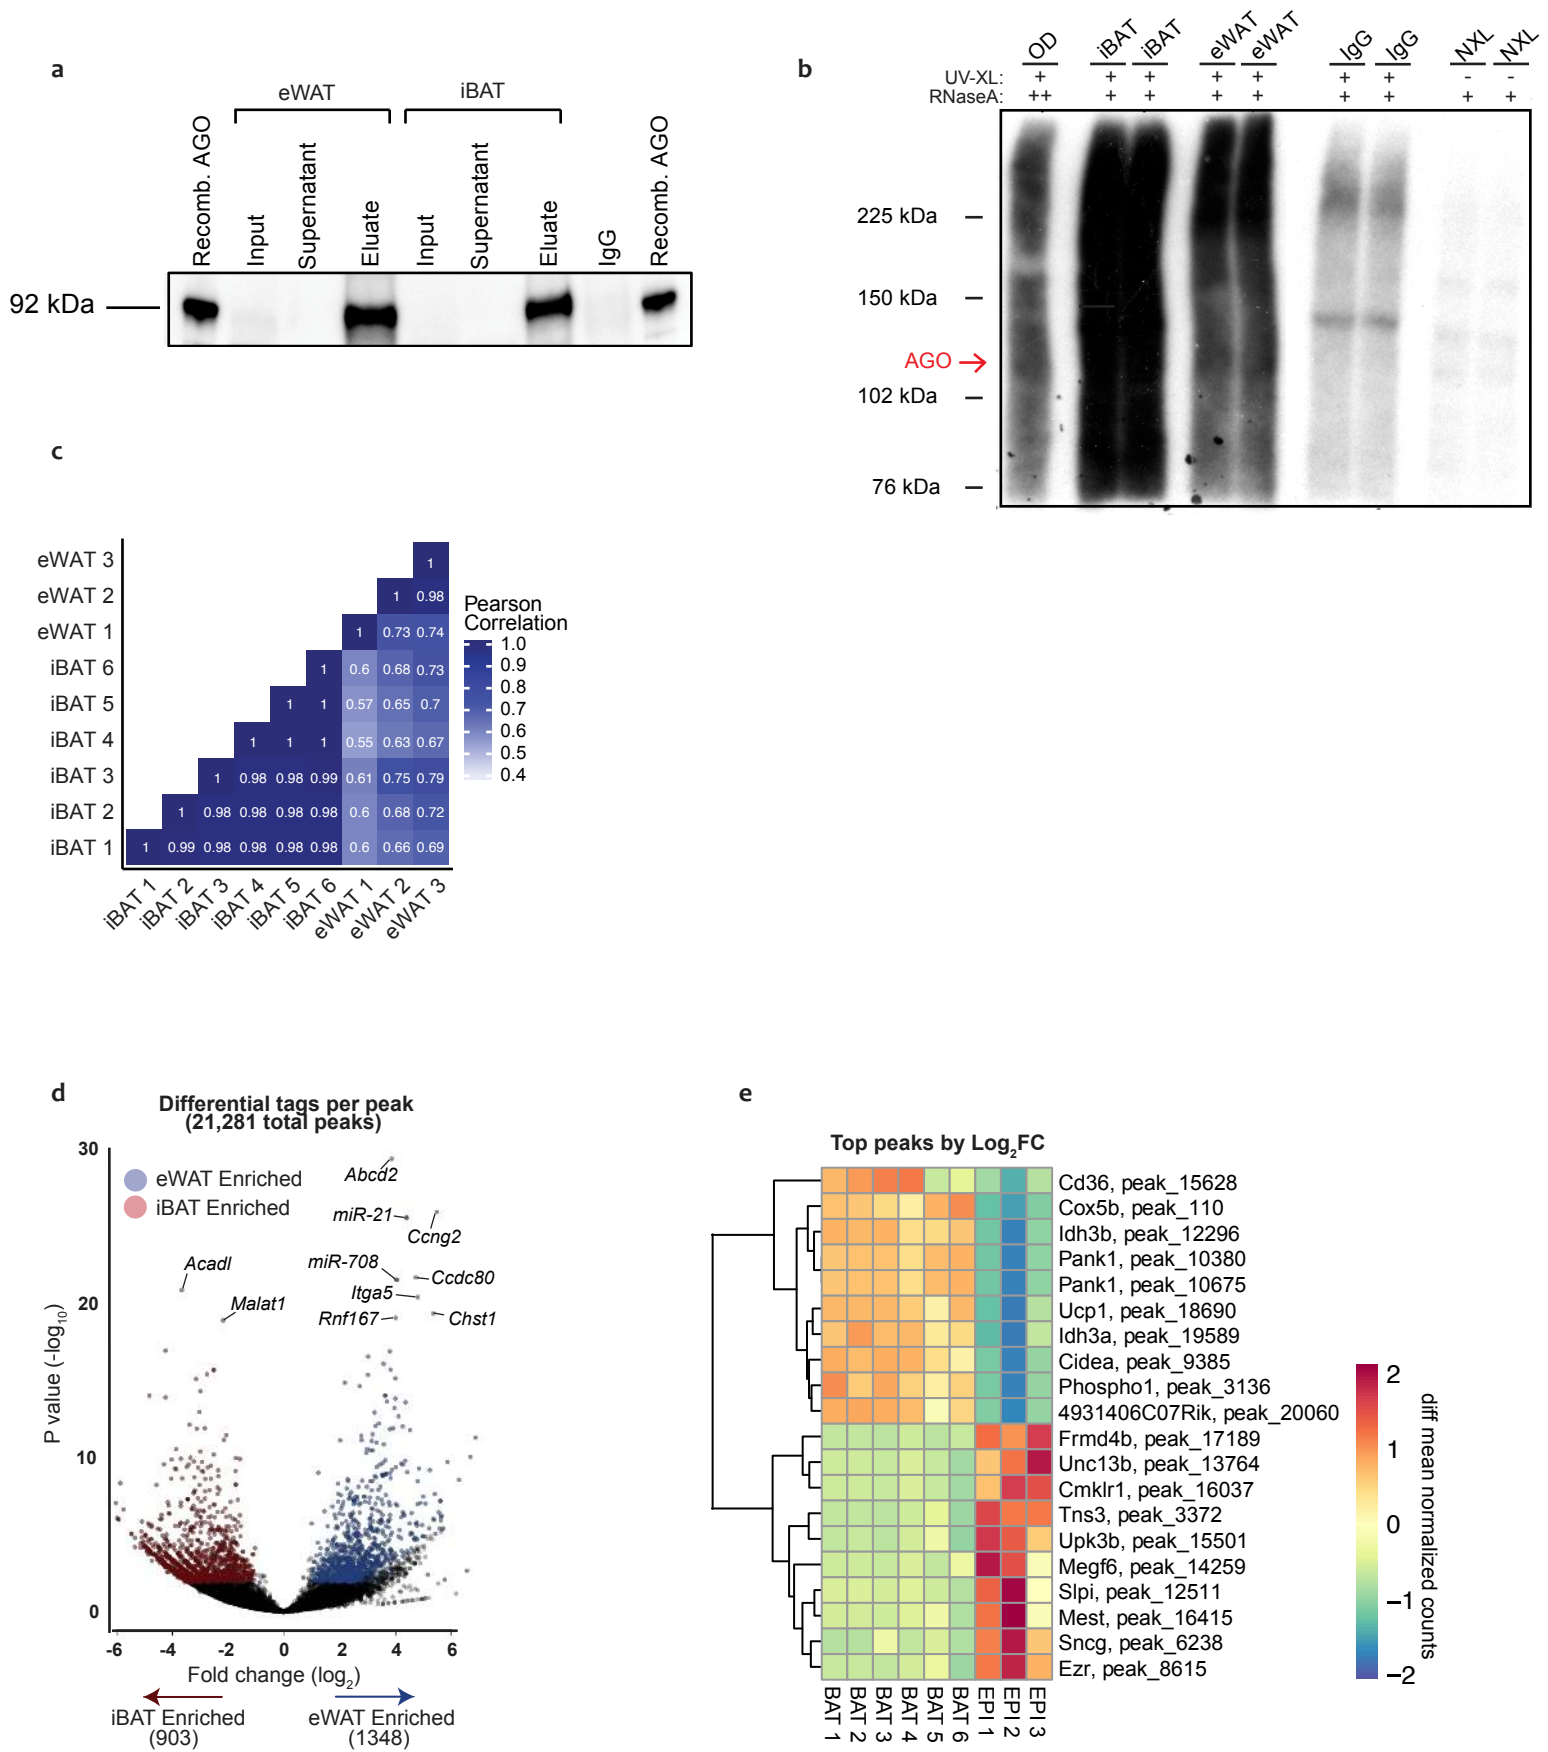 a
eWAT
iBAT
Recomb. AGO
Input
Supernatant
Eluate
Input
Supernatant
Eluate
IgG
Recomb. AGO
92 kDa
b
OD
iBAT
iBAT
eWAT
eWAT
IgG
IgG
NXL
NXL
UV-XL: + + + + + + + - -
RNaseA: ++ + + + + + + + +
225 kDa
150 kDa
AGO
102 kDa
76 kDa
c
eWAT 3 1
eWAT 2 1 0.98
eWAT 1 1 0.73 0.74
iBAT 6 1 0.6 0.68 0.73
iBAT 5 1 1 0.57 0.65 0.7
iBAT 4 1 1 1 0.55 0.63 0.67
iBAT 3 1 0.98 0.98 0.99 0.61 0.75 0.79
iBAT 2 1 0.98 0.98 0.98 0.98 0.6 0.68 0.72
iBAT 1 1 0.99 0.98 0.98 0.98 0.98 0.6 0.66 0.69
iBAT 1
iBAT 2
iBAT 3
iBAT 4
iBAT 5
iBAT 6
eWAT 1
eWAT 2
eWAT 3
Pearson
Correlation
1.0
0.9
0.8
0.7
0.6
0.5
0.4
d
Differential tags per peak
(21,281 total peaks)
30
20
10
0
P value (-log10)
eWAT Enriched
iBAT Enriched
Abcd2
miR-21
Ccng2
miR-708
Ccdc80
Itga5
Rnf167
Chst1
Acadl
Malat1
-6 -4 -2 0 2 4 6
Fold change (log2)
iBAT Enriched
(903)
eWAT Enriched
(1348)
e
Top peaks by Log2FC
Cd36, peak_15628
Cox5b, peak_110
Idh3b, peak_12296
Pank1, peak_10380
Pank1, peak_10675
Ucp1, peak_18690
Idh3a, peak_19589
Cidea, peak_9385
Phospho1, peak_3136
4931406C07Rik, peak_20060
Frmd4b, peak_17189
Unc13b, peak_13764
Cmklr1, peak_16037
Tns3, peak_3372
Upk3b, peak_15501
Megf6, peak_14259
Slpi, peak_12511
Mest, peak_16415
Sncg, peak_6238
Ezr, peak_8615
BAT 1
BAT 2
BAT 3
BAT 4
BAT 5
BAT 6
EPI 1
EPI 2
EPI 3
2
1
0
−1
−2
diff mean normalized counts